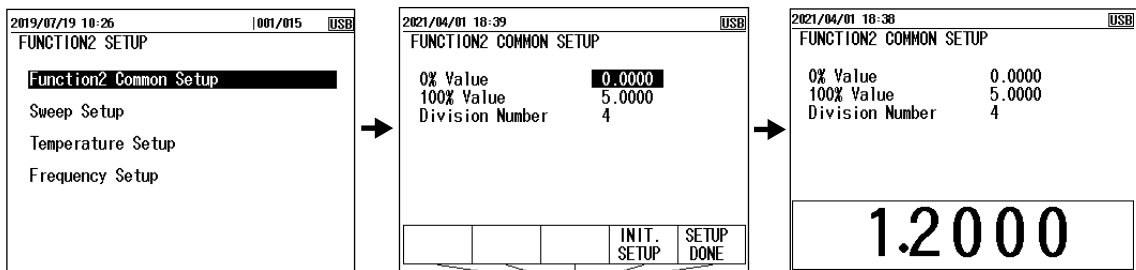 2019/07/19 10:26 |001/015 USB
FUNCTION2 SETUP
Function2 Common Setup
Sweep Setup
Temperature Setup
Frequency Setup
2021/04/01 18:39 USB
FUNCTION2 COMMON SETUP
0% Value 0.0000
100% Value 5.0000
Division Number 4
INIT. SETUP
SETUP DONE
2021/04/01 18:38 USB
FUNCTION2 COMMON SETUP
0% Value 0.0000
100% Value 5.0000
Division Number 4
1.2000